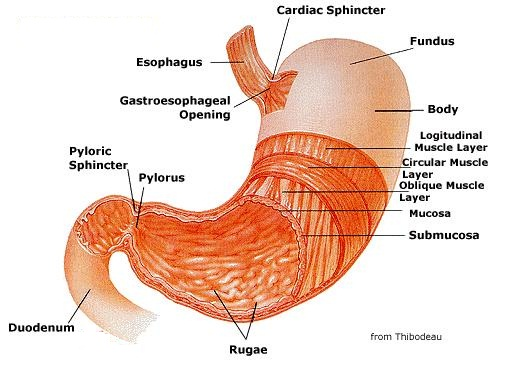 Cardiac Sphincter
Fundus
Esophagus
Gastroesophageal
Opening
Body
Logitudinal
Muscle Layer
Circular Muscle
Layer
Oblique Muscle
Layer
Mucosa
Submucosa
Pyloric
Sphincter
Pylorus
Duodenum
Rugae
from Thibodeau